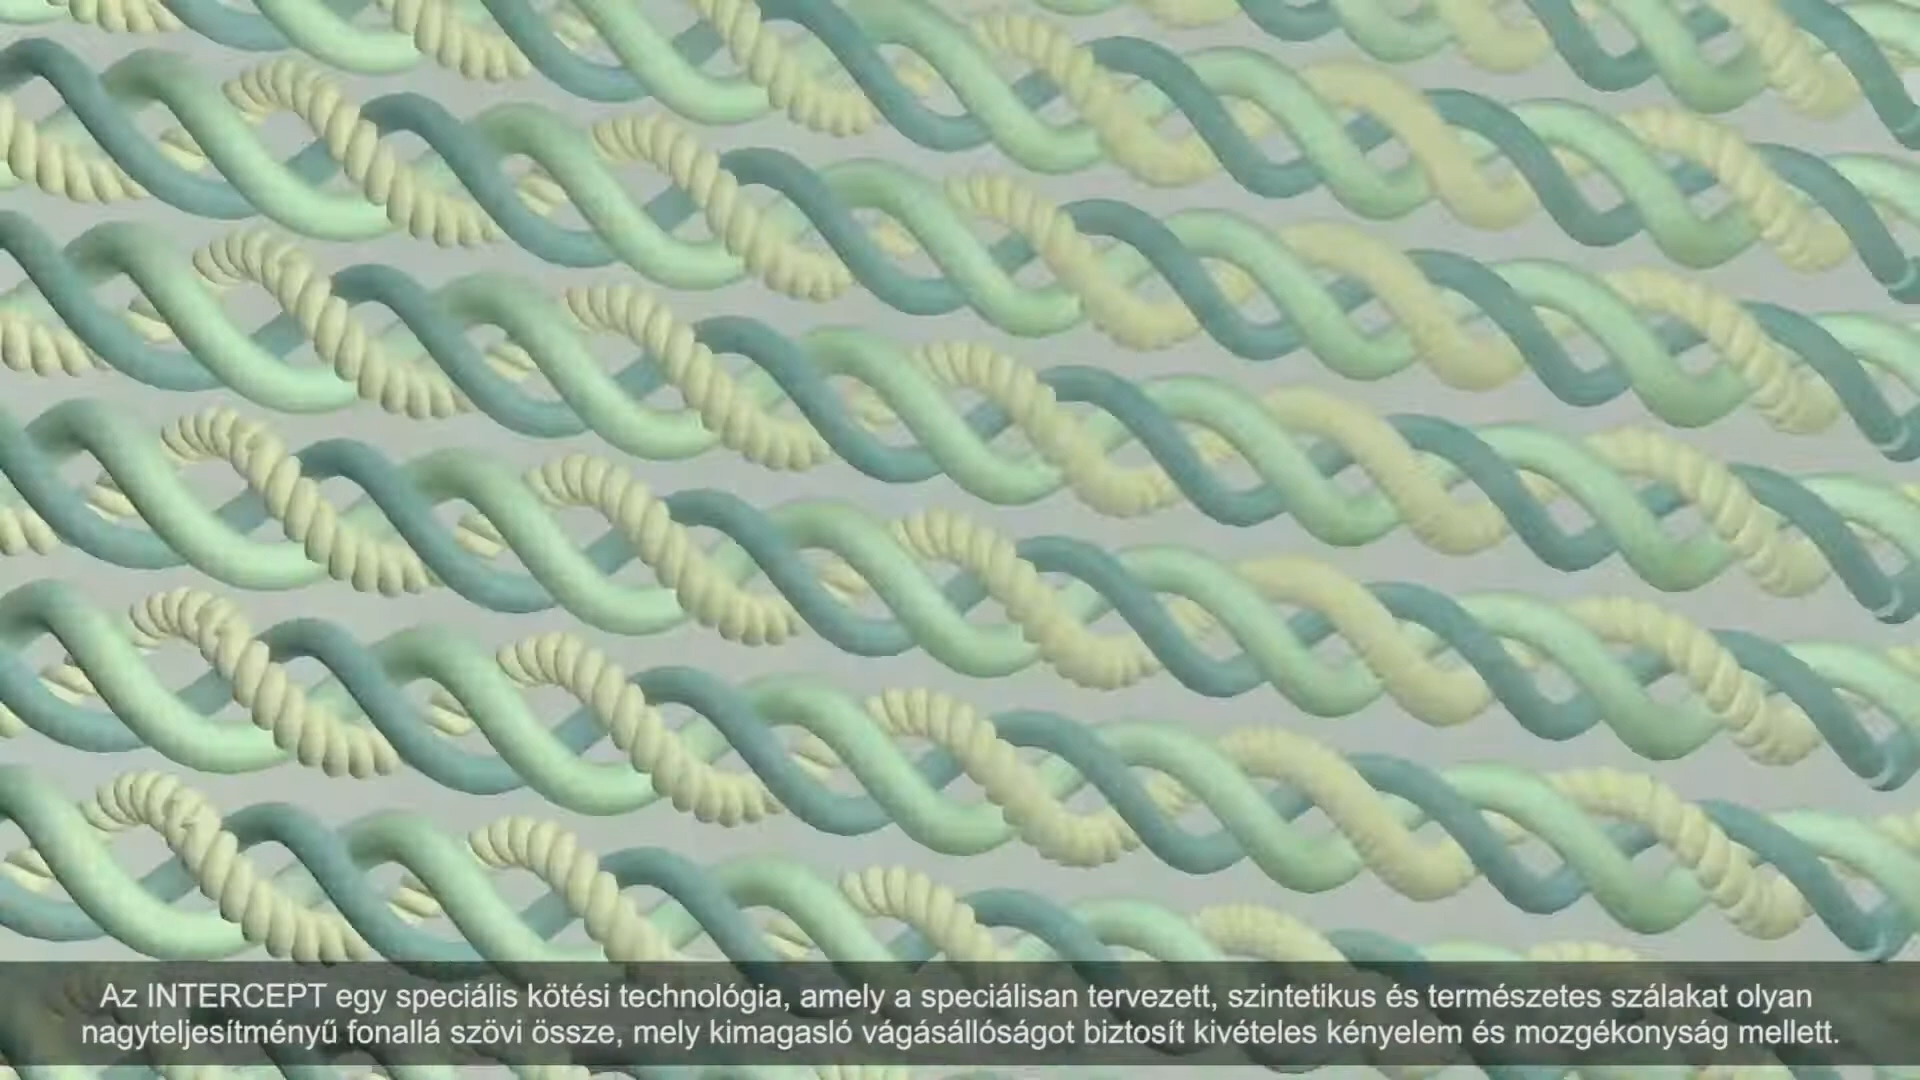 Az INTERCEPT egy speciális kötési technológia, amely a speciálisan tervezett, szintetikus és természetes szálakat olyan
nagyteljesítményű fonallá szövi össze, mely kimagasló vágásállóságot biztosít kivételes kényelem és mozgékonyság mellett.